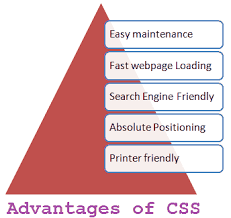 Easy maintenance
Fast webpage Loading
Search Engine Friendly
Absolute Positioning
Printer friendly
Advantages of CSS